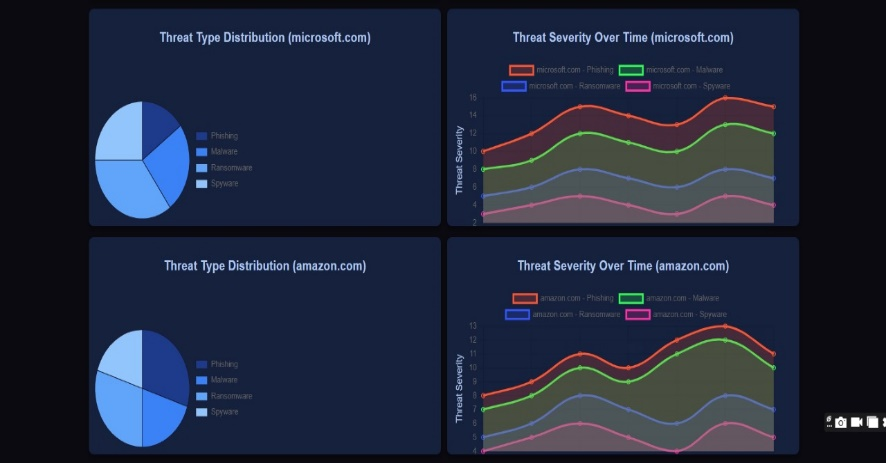 Threat Type Distribution (microsoft.com)
Phishing
Malware
Ransomware
Spyware
Threat Severity Over Time (microsoft.com)
microsoft.com - Phishing microsoft.com - Malware
microsoft.com - Ransomware microsoft.com - Spyware
Threat Severity
16
14
12
10
8
6
4
2
Threat Type Distribution (amazon.com)
Phishing
Malware
Ransomware
Spyware
Threat Severity Over Time (amazon.com)
amazon.com - Phishing amazon.com - Malware
amazon.com - Ransomware amazon.com - Spyware
Threat Severity
13
12
11
10
9
8
7
6
5
4